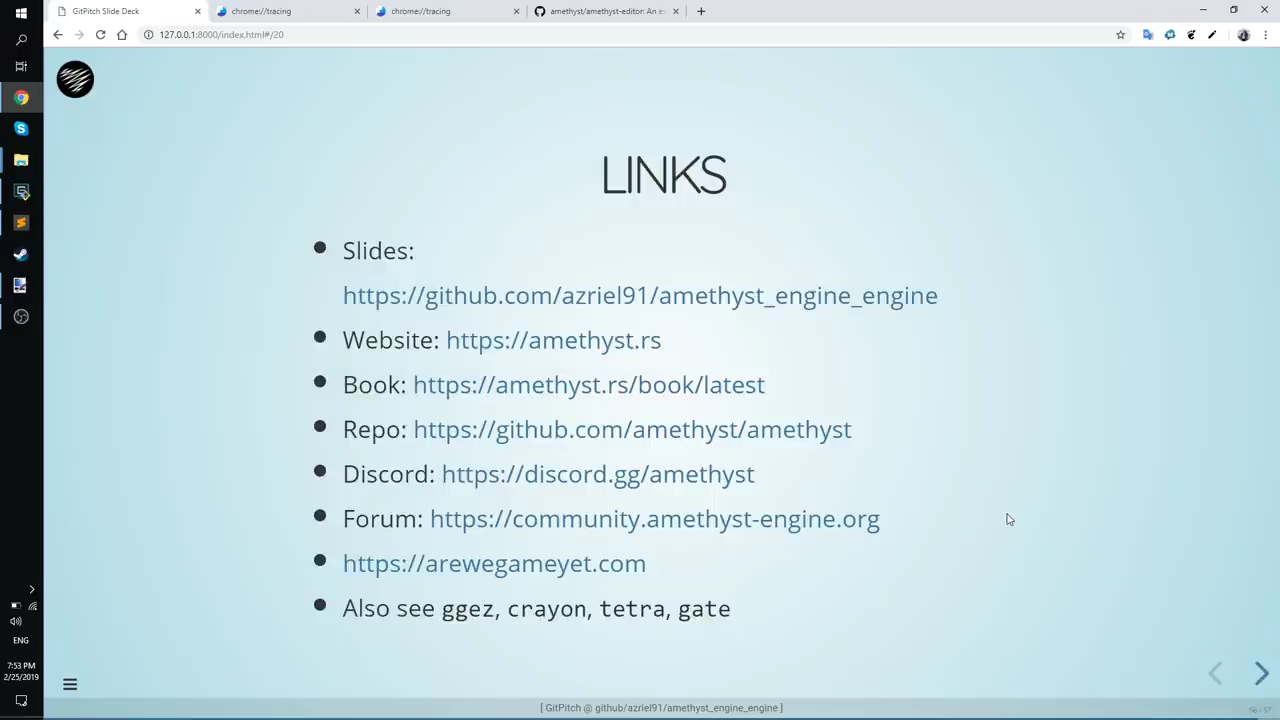 GitPitch Slide Deck
chrome://tracing
chrome://tracing
amethyst/amethyst-editor: An ex
127.0.0.1:8000/index.html#/20
LINKS
Slides:
https://github.com/azriel91/amethyst_engine_engine
Website: https://amethyst.rs
Book: https://amethyst.rs/book/latest
Repo: https://github.com/amethyst/amethyst
Discord: https://discord.gg/amethyst
Forum: https://community.amethyst-engine.org
https://arewegameyet.com
Also see ggez, crayon, tetra, gate
ENG
7:53 PM
2/25/2019
[ GitPitch @ github/azriel91/amethyst_engine_engine ]
56 / 57